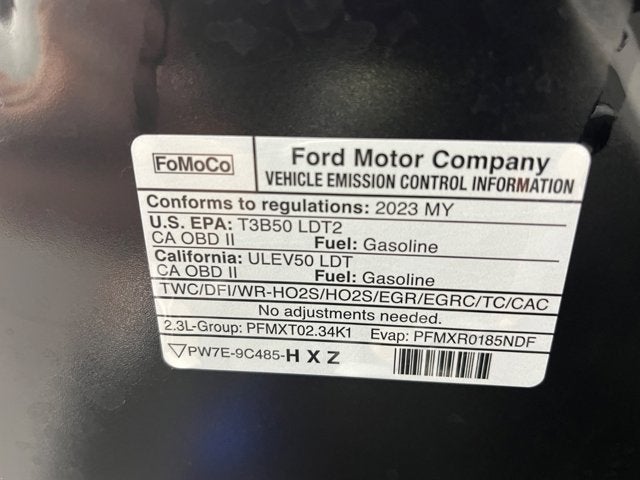 FoMoCo
Ford Motor Company
VEHICLE EMISSION CONTROL INFORMATION
Conforms to regulations: 2023 MY
U.S. EPA: T3B50 LDT2
CA OBD II Fuel: Gasoline
California: ULEV50 LDT
CA OBD II Fuel: Gasoline
TWC/DFI/WR-HO2S/HO2S/EGR/EGRC/TC/CAC
No adjustments needed.
2.3L-Group: PFMXT02.34K1 Evap: PFMXR0185NDF
PW7E-9C485-HXZ